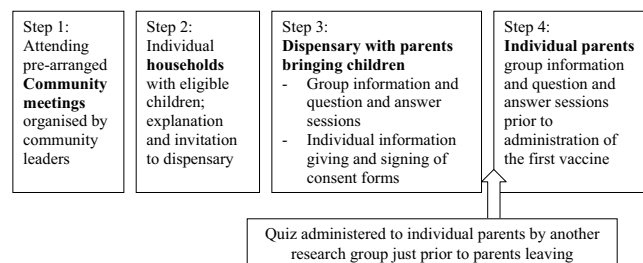 Step 1:
Attending
pre-arranged
Community
meetings
organised by
community
leaders
Step 2:
Individual
households
with eligible
children;
explanation
and invitation
to dispensary
Step 3:
Dispensary with parents
bringing children
- Group information and
question and answer
sessions
- Individual information
giving and signing of
consent forms
Step 4:
Individual parents
group information
and question and
answer sessions
prior to
administration of
the first vaccine
Quiz administered to individual parents by another
research group just prior to parents leaving